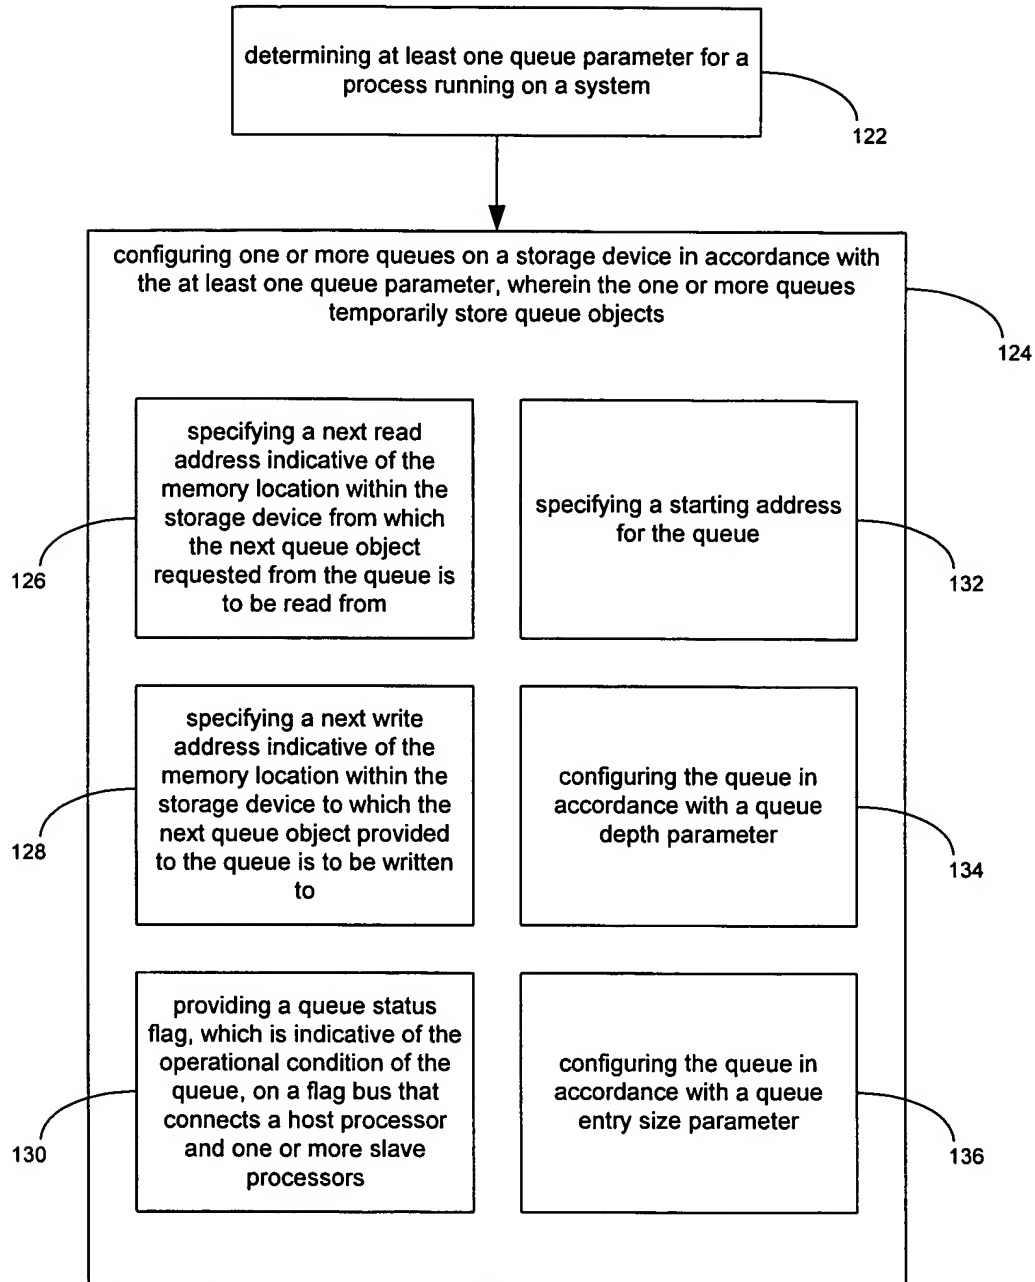 determining at least one queue parameter for a
process running on a system
122
configuring one or more queues on a storage device in accordance with
the at least one queue parameter, wherein the one or more queues
temporarily store queue objects
124
specifying a next read
address indicative of the
memory location within the
storage device from which
the next queue object
requested from the queue is
to be read from
126
specifying a starting address
for the queue
132
specifying a next write
address indicative of the
memory location within the
storage device to which the
next queue object provided
to the queue is to be written
to
128
configuring the queue in
accordance with a queue
depth parameter
134
providing a queue status
flag, which is indicative of the
operational condition of the
queue, on a flag bus that
connects a host processor
and one or more slave
processors
130
configuring the queue in
accordance with a queue
entry size parameter
136